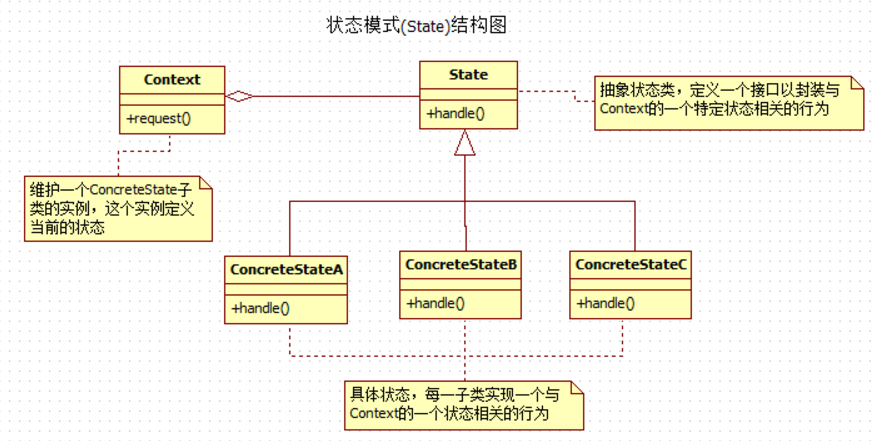 状态模式(State)结构图
Context
+request()
State
+handle()
抽象状态类，定义一个接口以封装与
Context的一个特定状态相关的行为
维护一个ConcreteState子
类的实例，这个实例定义
当前的状态
ConcreteStateA
+handle()
ConcreteStateB
+handle()
ConcreteStateC
+handle()
具体状态，每一子类实现一个与
Context的一个状态相关的行为